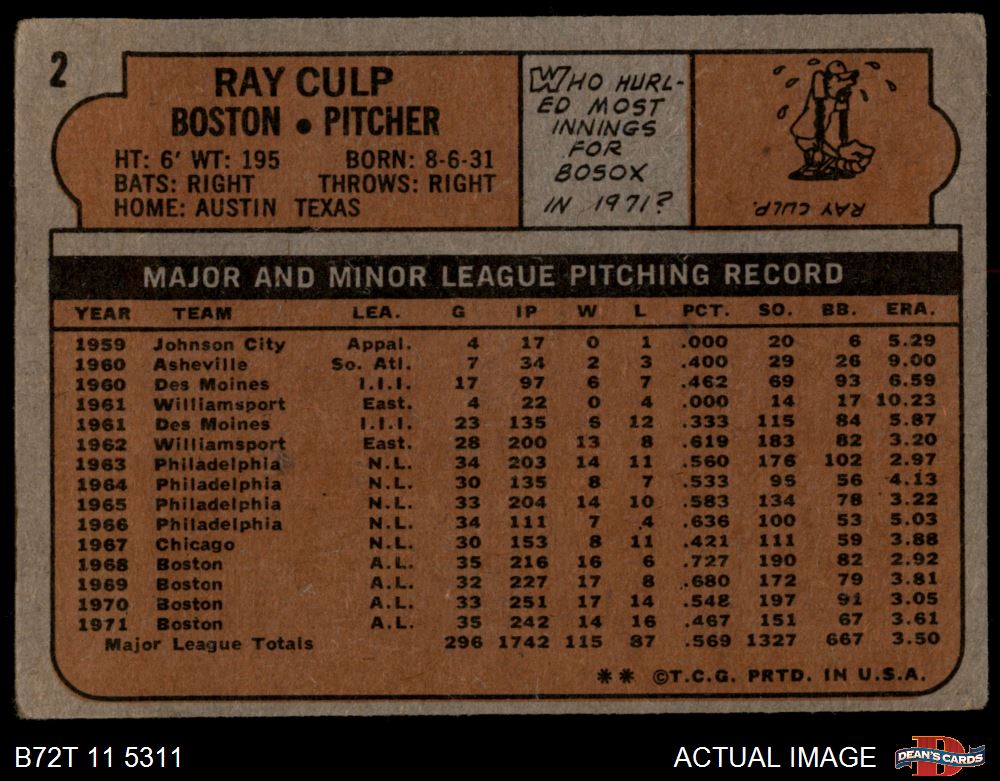 2
RAY CULP
BOSTON • PITCHER
HT: 6' WT: 195 BORN: 8-6-31
BATS: RIGHT THROWS: RIGHT
HOME: AUSTIN TEXAS
WHO HURL-
ED MOST
INNINGS
FOR
BOSOX
IN 1971?
RAY CULP.
MAJOR AND MINOR LEAGUE PITCHING RECORD
YEAR TEAM LEA. G IP W L PCT. SO. BB. ERA.
1959 Johnson City Appal. 4 17 0 1 .000 20 6 5.29
1960 Asheville So. Atl. 7 34 2 3 .400 29 26 9.00
1960 Des Moines I.I.I. 17 97 6 7 .462 69 93 6.59
1961 Williamsport East. 4 22 0 4 .000 14 17 10.23
1961 Des Moines I.I.I. 23 135 6 12 .333 115 84 5.87
1962 Williamsport East. 28 200 13 8 .619 183 82 3.20
1963 Philadelphia N.L. 34 203 14 11 .560 176 102 2.97
1964 Philadelphia N.L. 30 135 8 7 .533 95 56 4.13
1965 Philadelphia N.L. 33 204 14 10 .583 134 78 3.22
1966 Philadelphia N.L. 34 111 7 4 .636 100 53 5.03
1967 Chicago N.L. 30 153 8 11 .421 111 59 3.88
1968 Boston A.L. 35 216 16 6 .727 190 82 2.92
1969 Boston A.L. 32 227 17 8 .680 172 79 3.81
1970 Boston A.L. 33 251 17 14 .548 197 91 3.05
1971 Boston A.L. 35 242 14 16 .467 151 67 3.61
Major League Totals 296 1742 115 87 .569 1327 667 3.50
** ©T.C.G. PRTD. IN U.S.A.
B72T 11 5311
ACTUAL IMAGE
D
DEAN'S CARDS